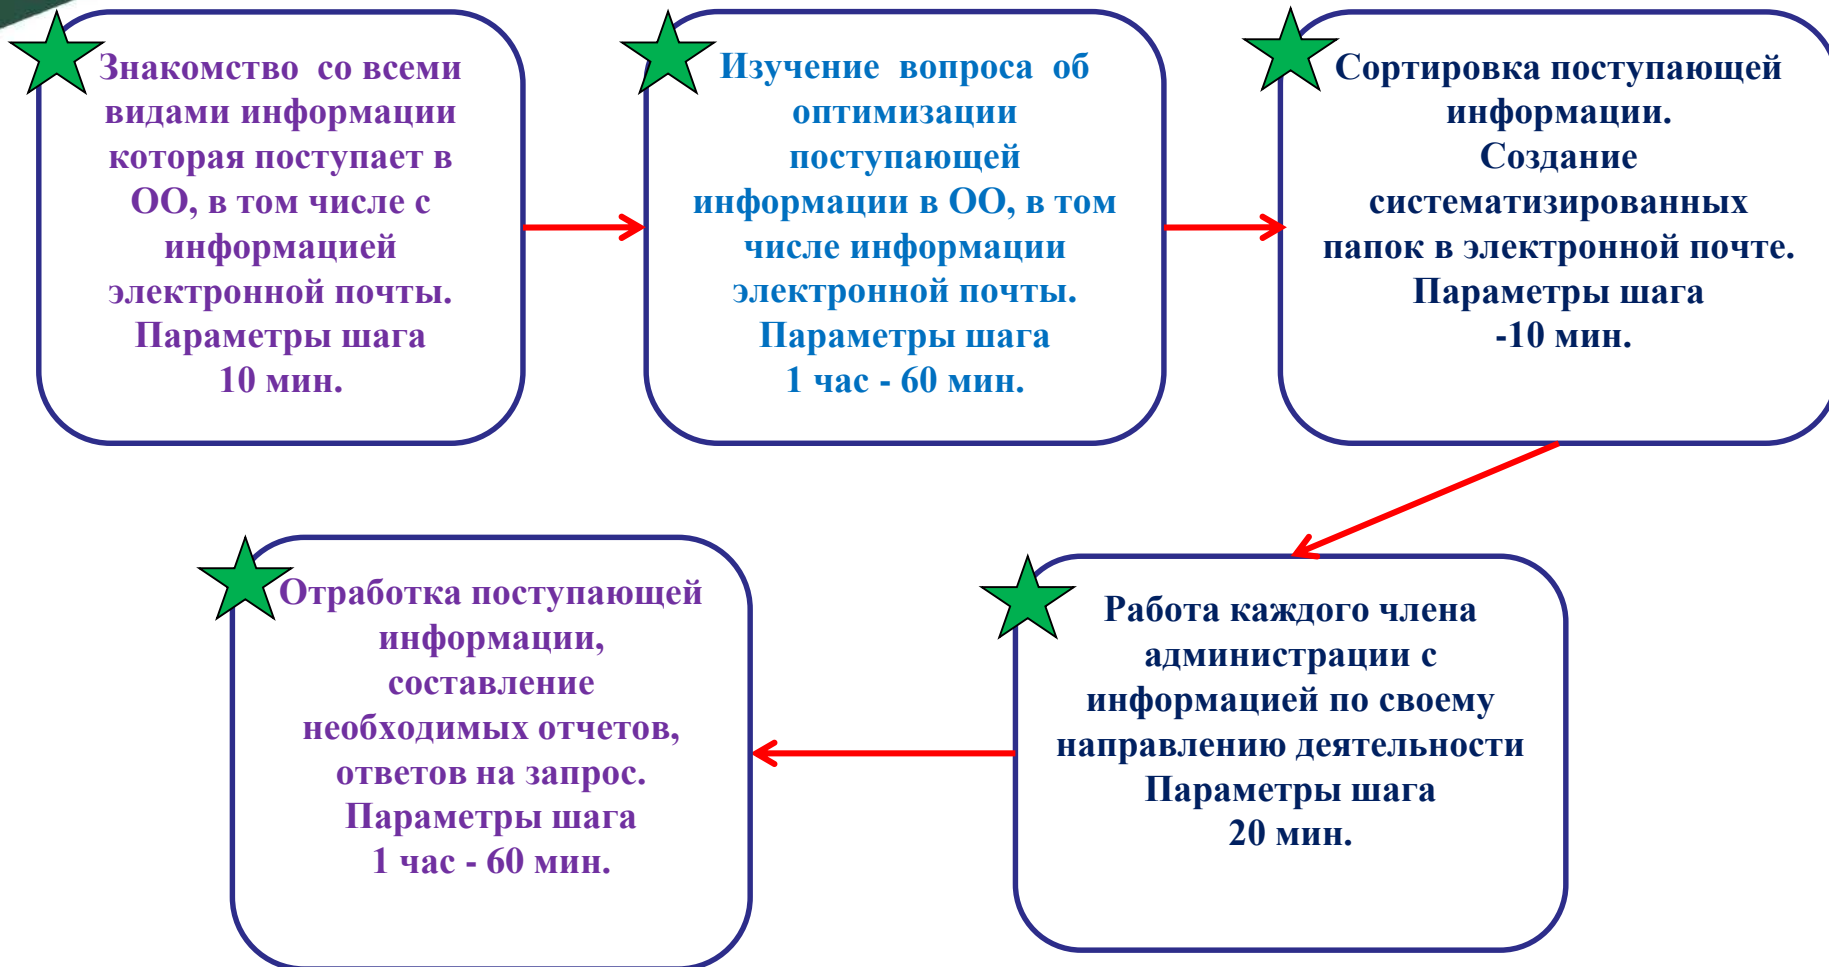 Знакомство со всеми
видами информации
которая поступает в
ОО, в том числе с
информацией
электронной почты.
Параметры шага
10 мин.
Изучение вопроса об
оптимизации
поступающей
информации в ОО, в том
числе информации
электронной почты.
Параметры шага
1 час - 60 мин.
Сортировка поступающей
информации.
Создание
систематизированных
папок в электронной почте.
Параметры шага
-10 мин.
Работа каждого члена
администрации с
информацией по своему
направлению деятельности
Параметры шага
20 мин.
Отработка поступающей
информации,
составление
необходимых отчетов,
ответов на запрос.
Параметры шага
1 час - 60 мин.